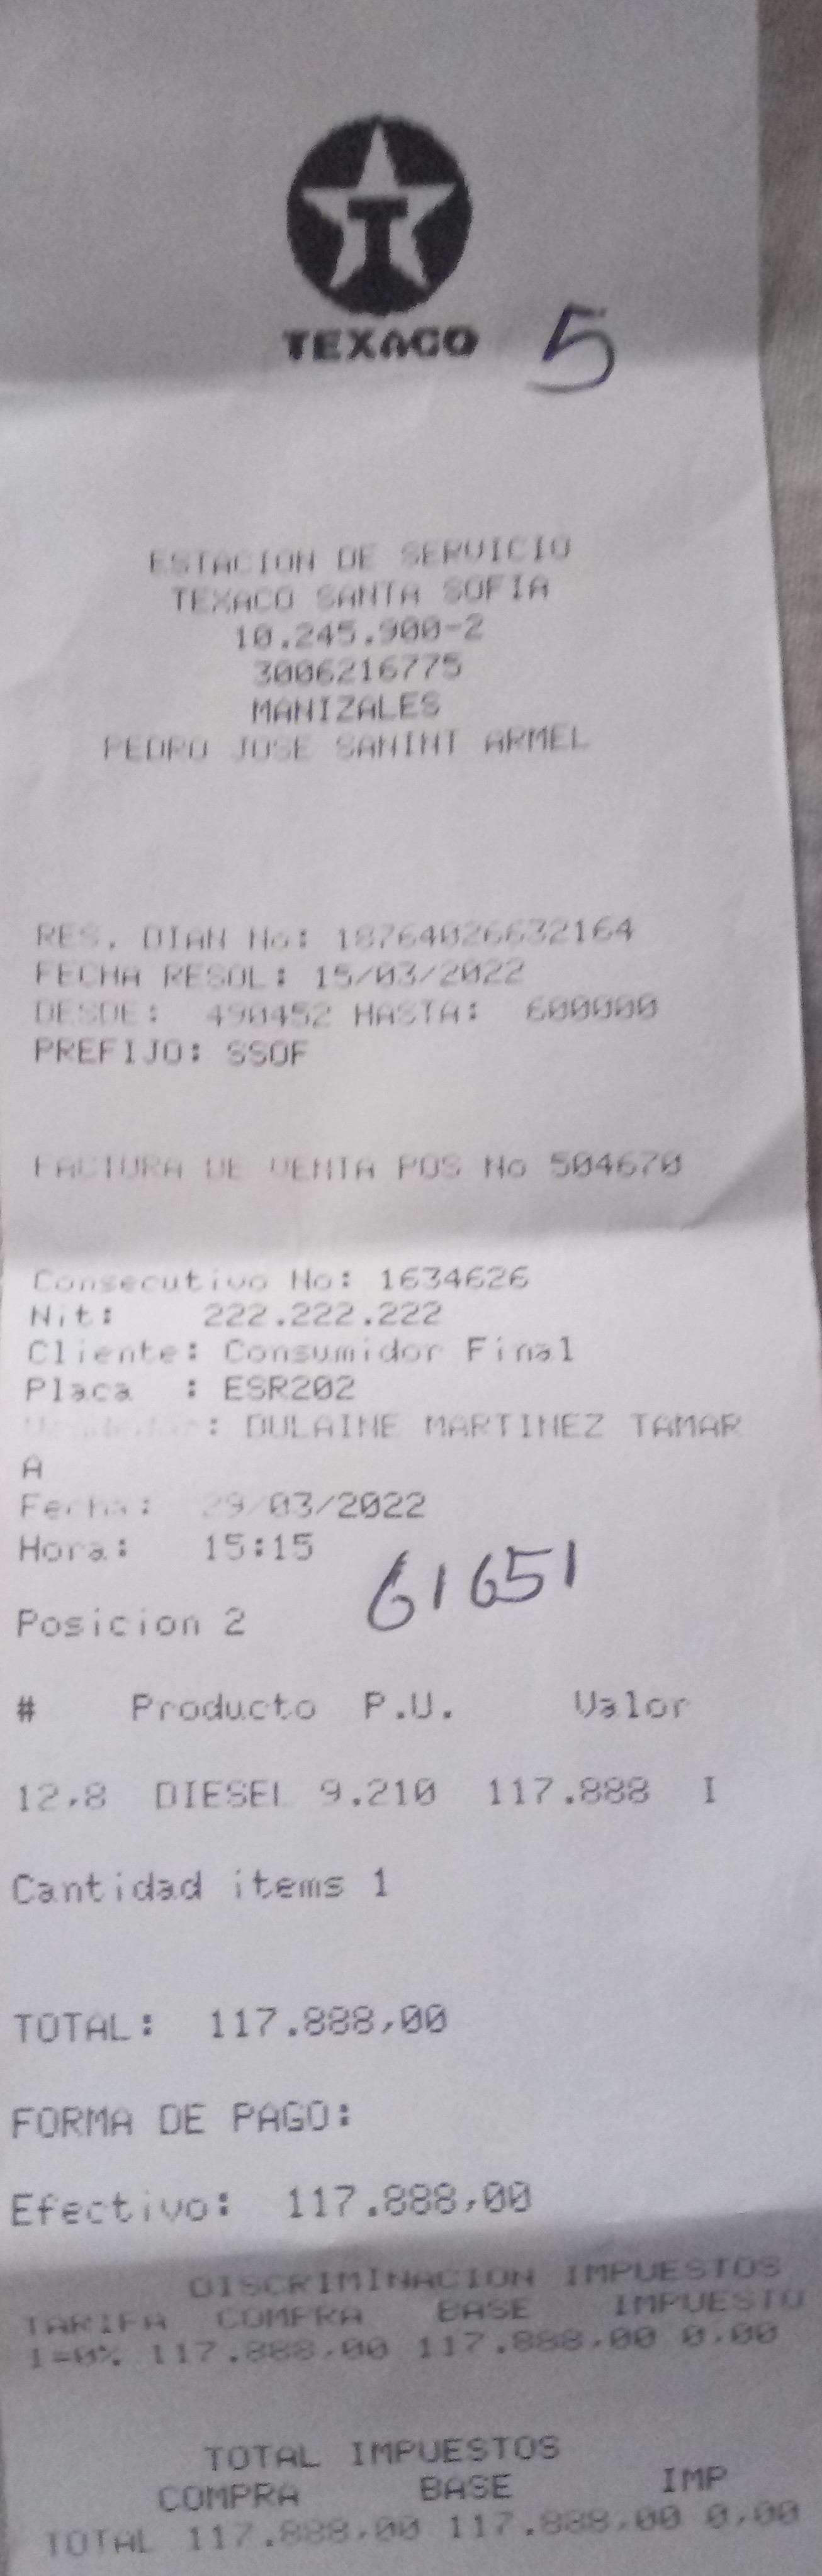 TEXACO
5
ESTACION DE SERVICIO
TEXACO SANTA SOFIA
10.245.900-2
3006216775
MANIZALES
PEDRO JOSE SANINT ARMEL
RES. DIAN No: 18764026632164
FECHA RESOL: 15/03/2022
DESDE: 490452 HASTA: 600000
PREFIJO: SSOF
FACTURA DE VENTA POS No 504670
Consecutivo No: 1634626
Nit: 222.222.222
Cliente: Consumidor Final
Placa : ESR202
Vendedor: DULAINE MARTINEZ TAMAR
A
Fecha: 29/03/2022
Hora: 15:15
61651
Posicion 2
# Producto P.U. Valor
12,8 DIESEL 9.210 117.888 I
Cantidad items 1
TOTAL: 117.888,00
FORMA DE PAGO:
Efectivo: 117.888,00
DISCRIMINACION IMPUESTOS
TARIFA COMPRA BASE IMPUESTO
I=0% 117.888,00 117.888,00 0,00
TOTAL IMPUESTOS
COMPRA BASE IMP
TOTAL 117.888,00 117.888,00 0,00